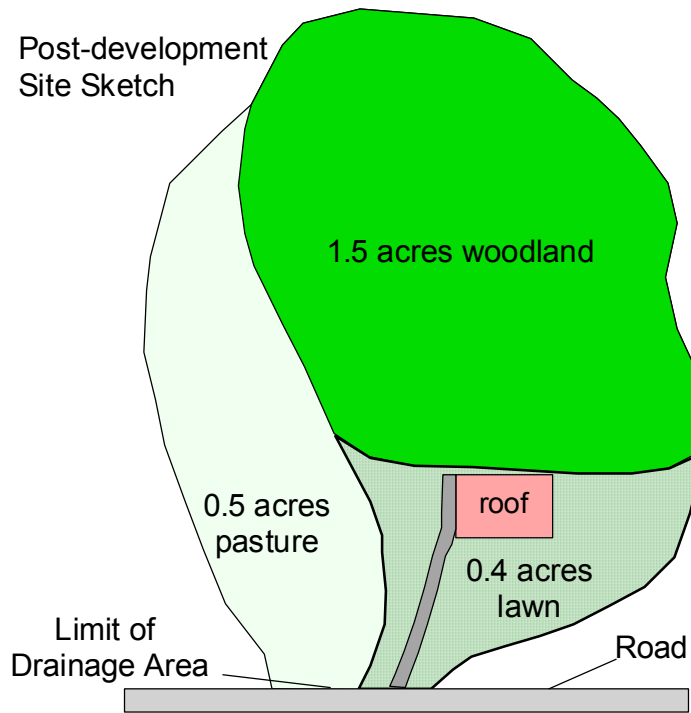 Post-development
Site Sketch
1.5 acres woodland
0.5 acres
pasture
roof
0.4 acres
lawn
Limit of
Drainage Area
Road